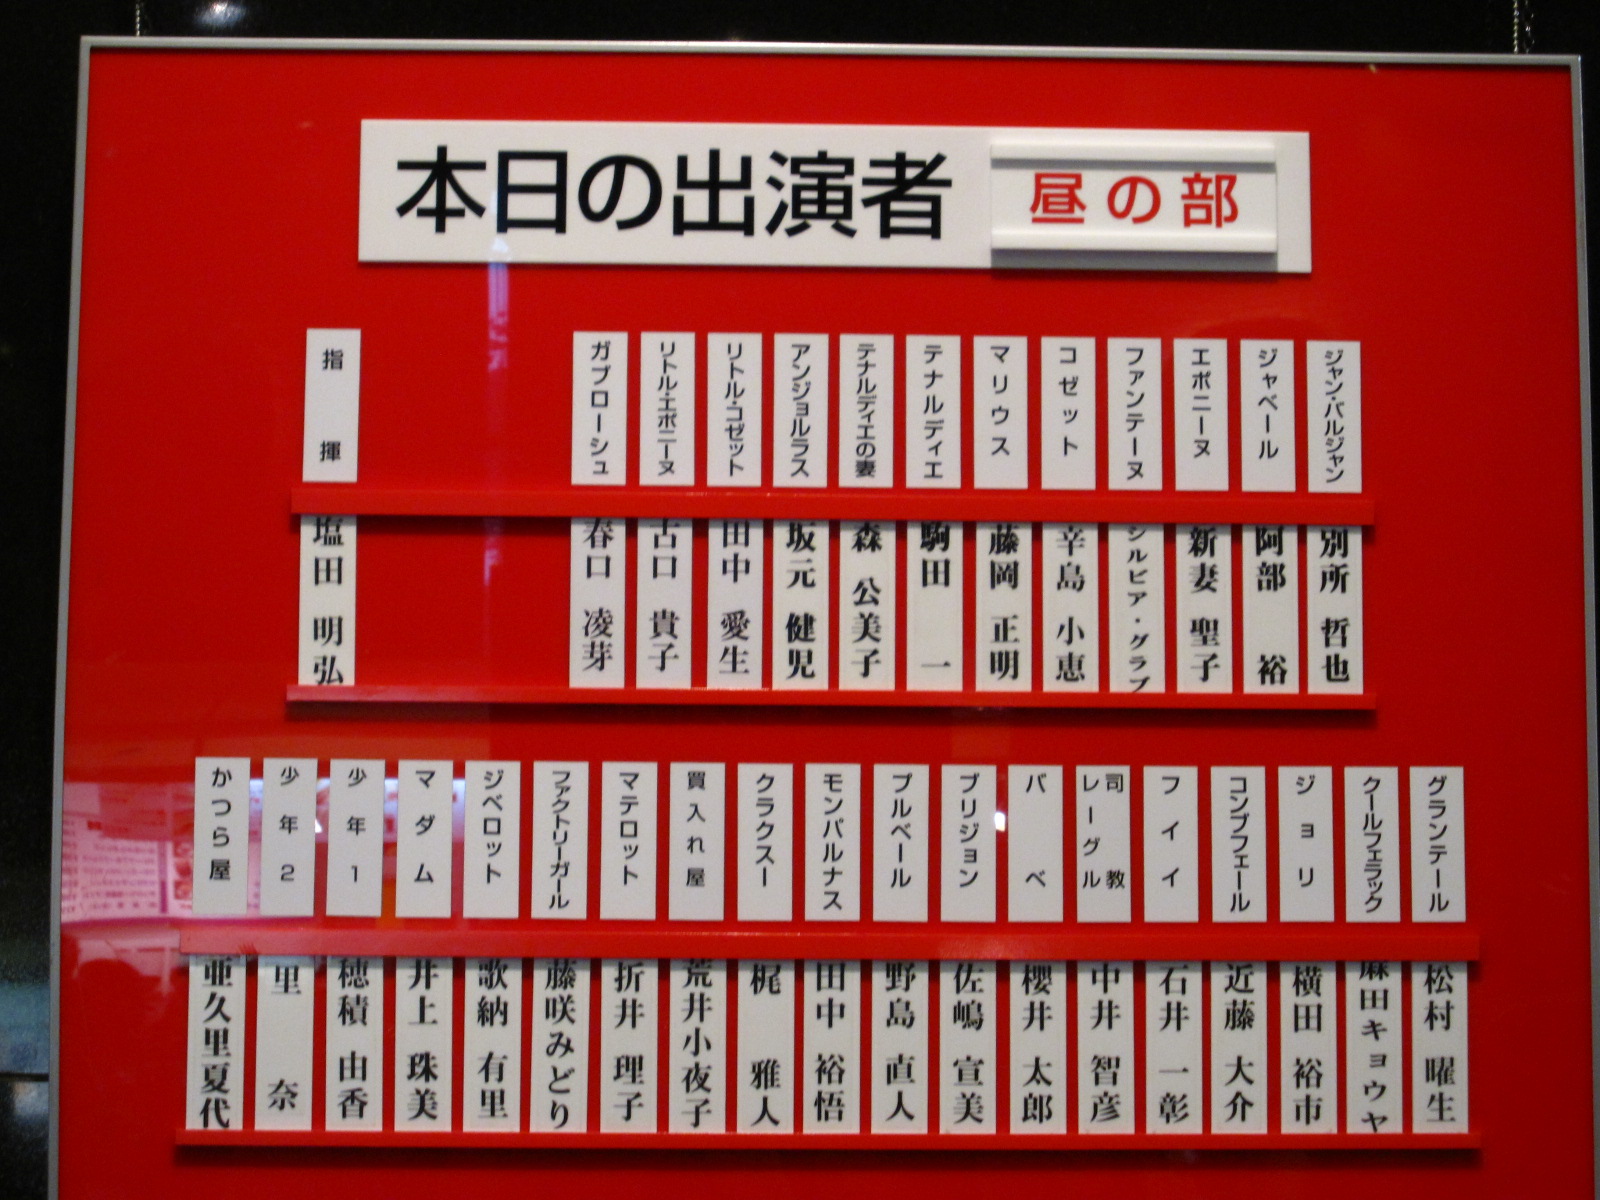 本日の出演者 昼の部
ジャン・バルジャン 別所 哲也
ジャベール 阿部 裕
エポニーヌ 新妻 聖子
ファンテーヌ シルビア・グラブ
コゼット 辛島 小恵
マリウス 藤岡 正明
テナルディエ 駒田 一
テナルディエの妻 森 公美子
アンジョルラス 坂元 健児
リトル・コゼット 田中 愛生
リトル・エポニーヌ 古口 貴子
ガブローシュ 春口 凌芽
指揮 塩田 明弘
グランテール 松村 曜生
クールフェラック 麻田キョウヤ
ジョリ 横田 裕市
コンブフェール 近藤 大介
フイイ 石井 一彰
司教 レーグル 中井 智彦
バベ 櫻井 太郎
ブリジョン 佐嶋 宣美
プルベール 野島 直人
モンパルナス 田中 裕悟
クラクスー 梶 雅人
買入れ屋 荒井小夜子
マテロット 折井 理子
ファクトリーガール 藤咲みどり
ジベロット 歌納 有里
マダム 井上 珠美
少年1 穂積 由香
少年2 里 奈
かつら屋 亜久里夏代